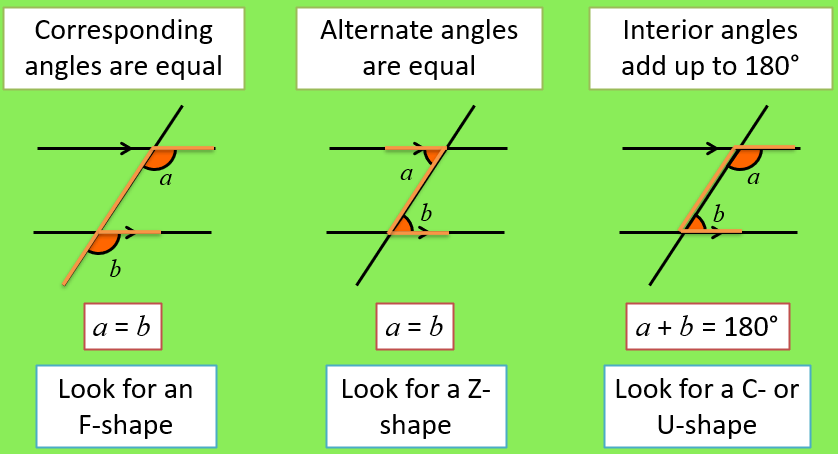 Corresponding
angles are equal
Alternate angles
are equal
Interior angles
add up to 180°
a
b
a
b
a
b
a = b
a = b
a + b = 180°
Look for an
F-shape
Look for a Z-
shape
Look for a C- or
U-shape